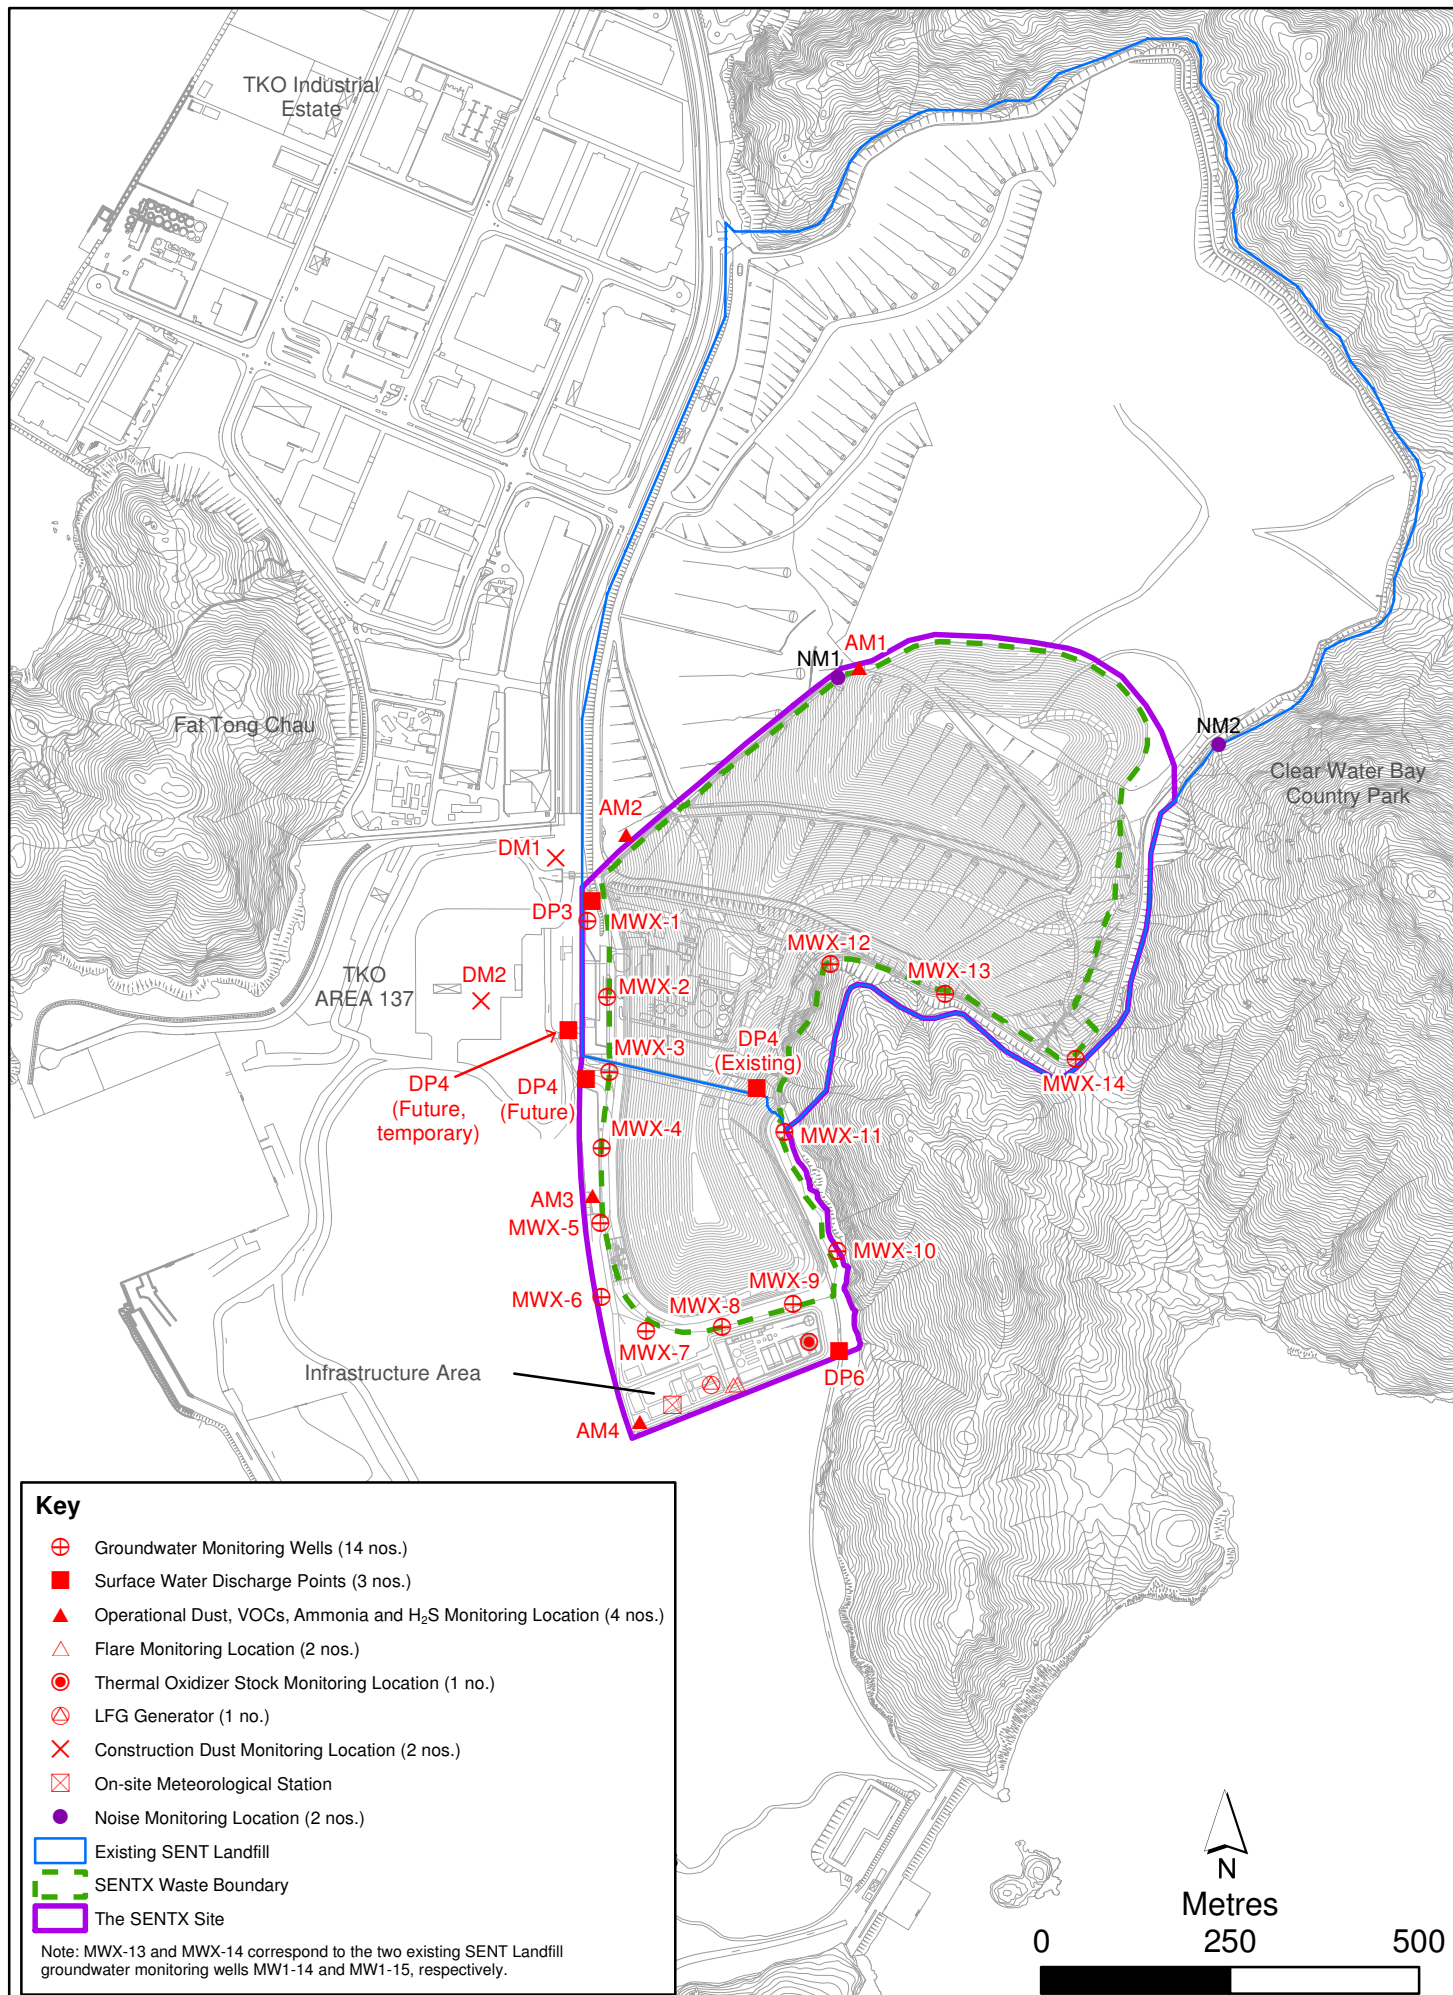 TKO Industrial
Estate
NM1
AM1
Fat Tong Chau
NM2
Clear Water Bay
Country Park
AM2
DM1
DP3
MWX-1
MWX-12
MWX-13
DM2
TKO
AREA 137
MWX-2
MWX-3
DP4
(Existing)
DP4
(Future,
temporary)
DP4
(Future)
MWX-14
MWX-4
MWX-11
AM3
MWX-5
MWX-10
MWX-9
MWX-6
MWX-8
MWX-7
Infrastructure Area
DP6
AM4
Key
Groundwater Monitoring Wells (14 nos.)
Surface Water Discharge Points (3 nos.)
Operational Dust, VOCs, Ammonia and H₂S Monitoring Location (4 nos.)
Flare Monitoring Location (2 nos.)
Thermal Oxidizer Stock Monitoring Location (1 no.)
LFG Generator (1 no.)
Construction Dust Monitoring Location (2 nos.)
On-site Meteorological Station
Noise Monitoring Location (2 nos.)
Existing SENT Landfill
SENTX Waste Boundary
The SENTX Site
Note: MWX-13 and MWX-14 correspond to the two existing SENT Landfill
groundwater monitoring wells MW1-14 and MW1-15, respectively.
N
Metres
0 250 500